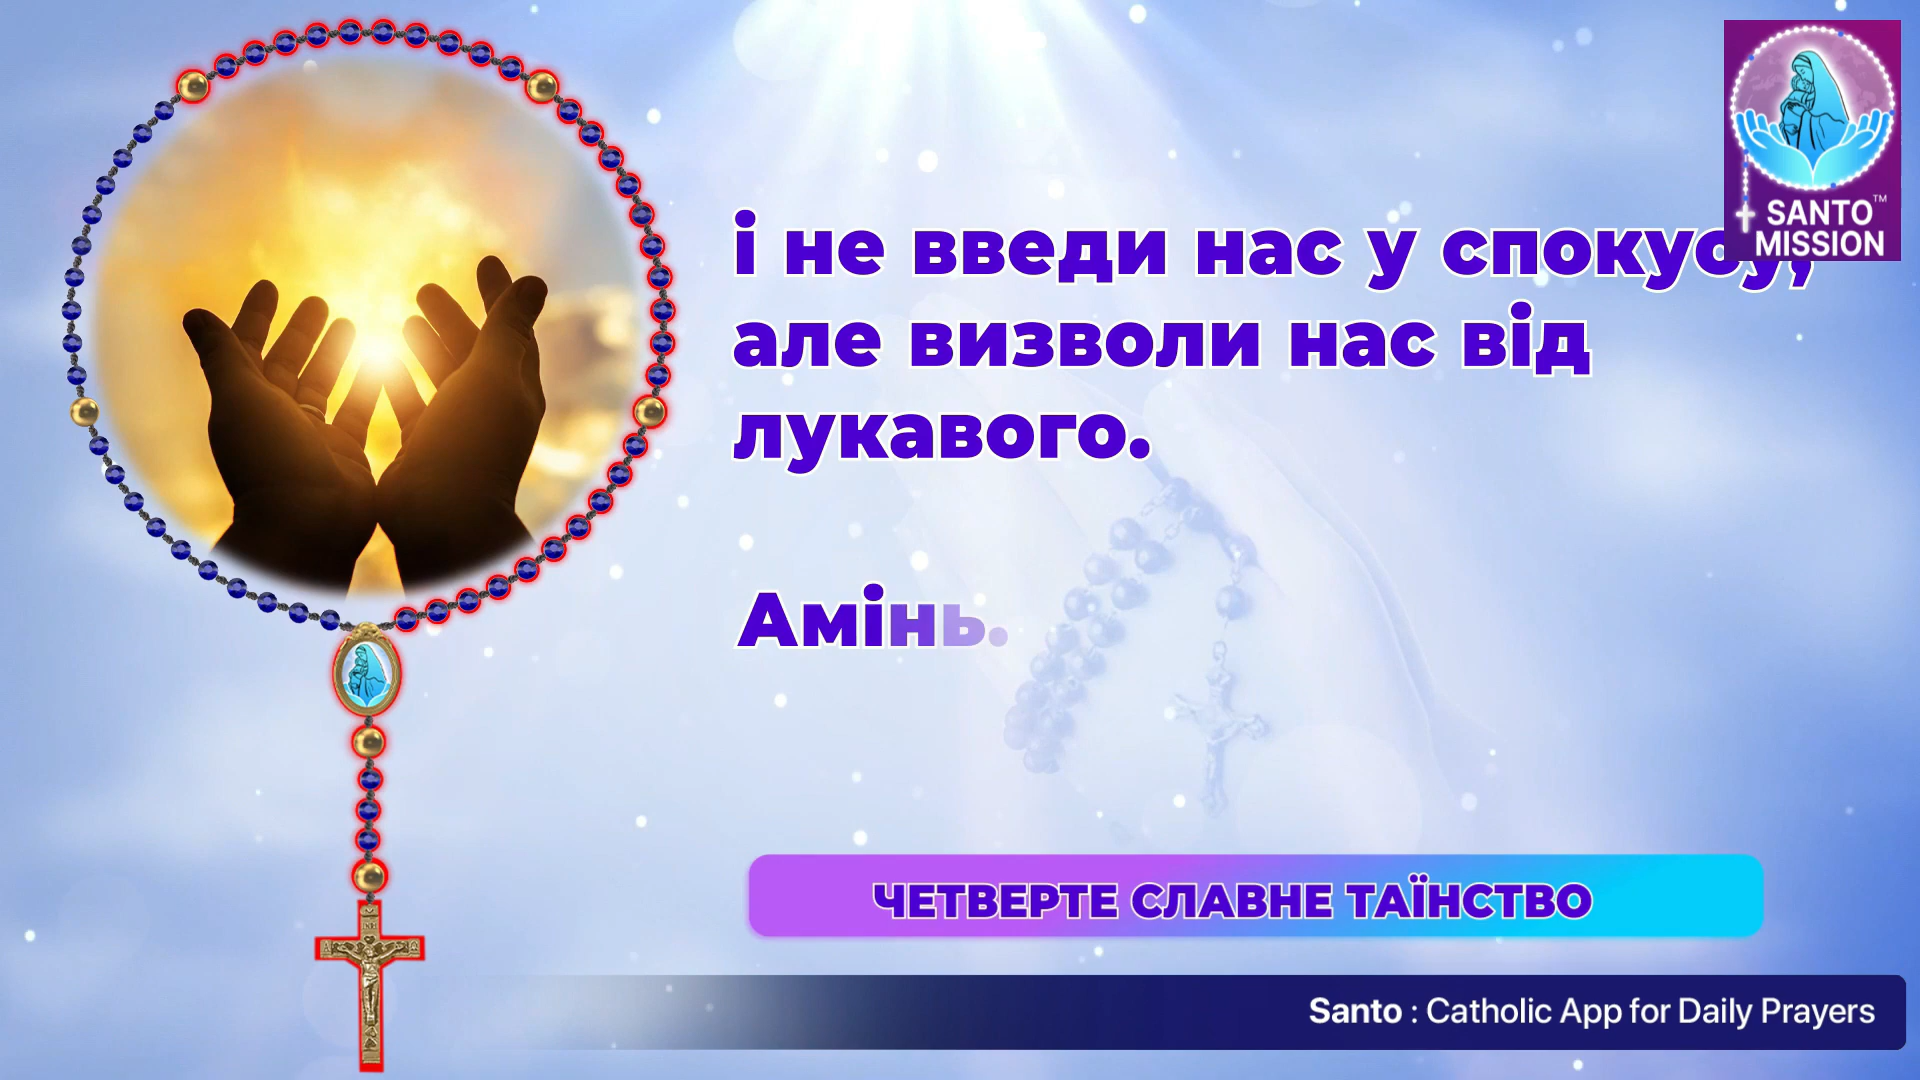 і не введи нас у спокусу,
але визволи нас від
лукавого.
Амінь.
ЧЕТВЕРТЕ СЛАВНЕ ТАЇНСТВО
Santo : Catholic App for Daily Prayers
SANTO™
MISSION